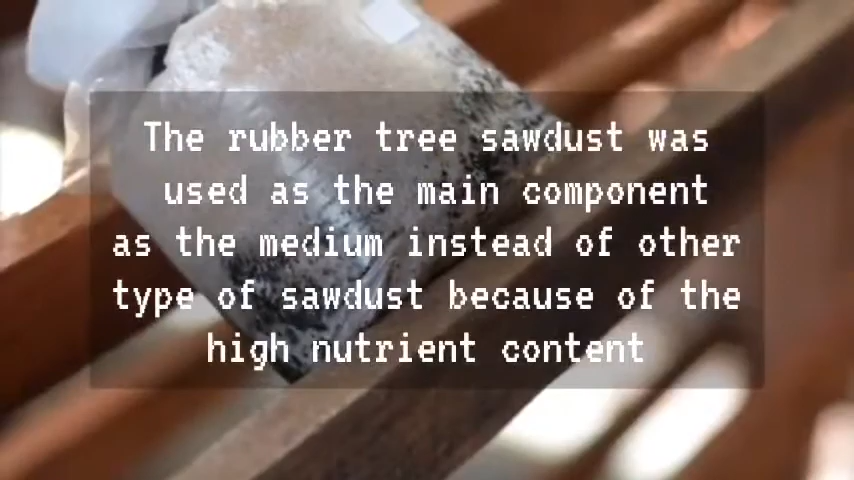 The rubber tree sawdust was
used as the main component
as the medium instead of other
type of sawdust because of the
high nutrient content